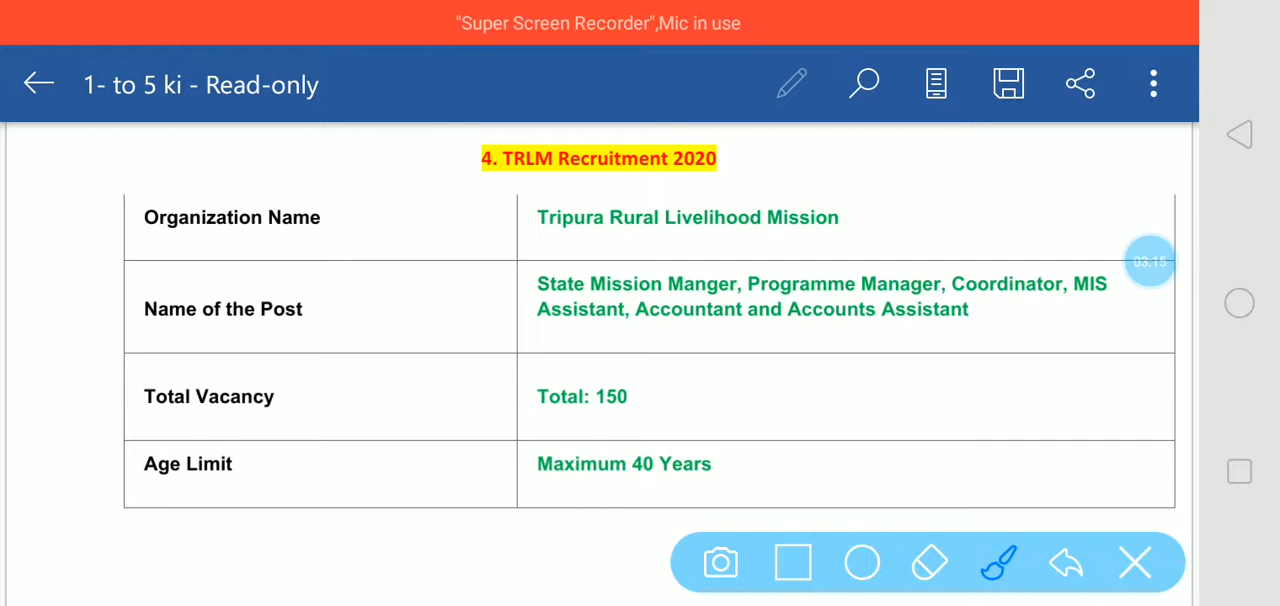 "Super Screen Recorder",Mic in use
1- to 5 ki - Read-only
4. TRLM Recruitment 2020
Organization Name
Tripura Rural Livelihood Mission
03:15
Name of the Post
State Mission Manger, Programme Manager, Coordinator, MIS
Assistant, Accountant and Accounts Assistant
Total Vacancy
Total: 150
Age Limit
Maximum 40 Years